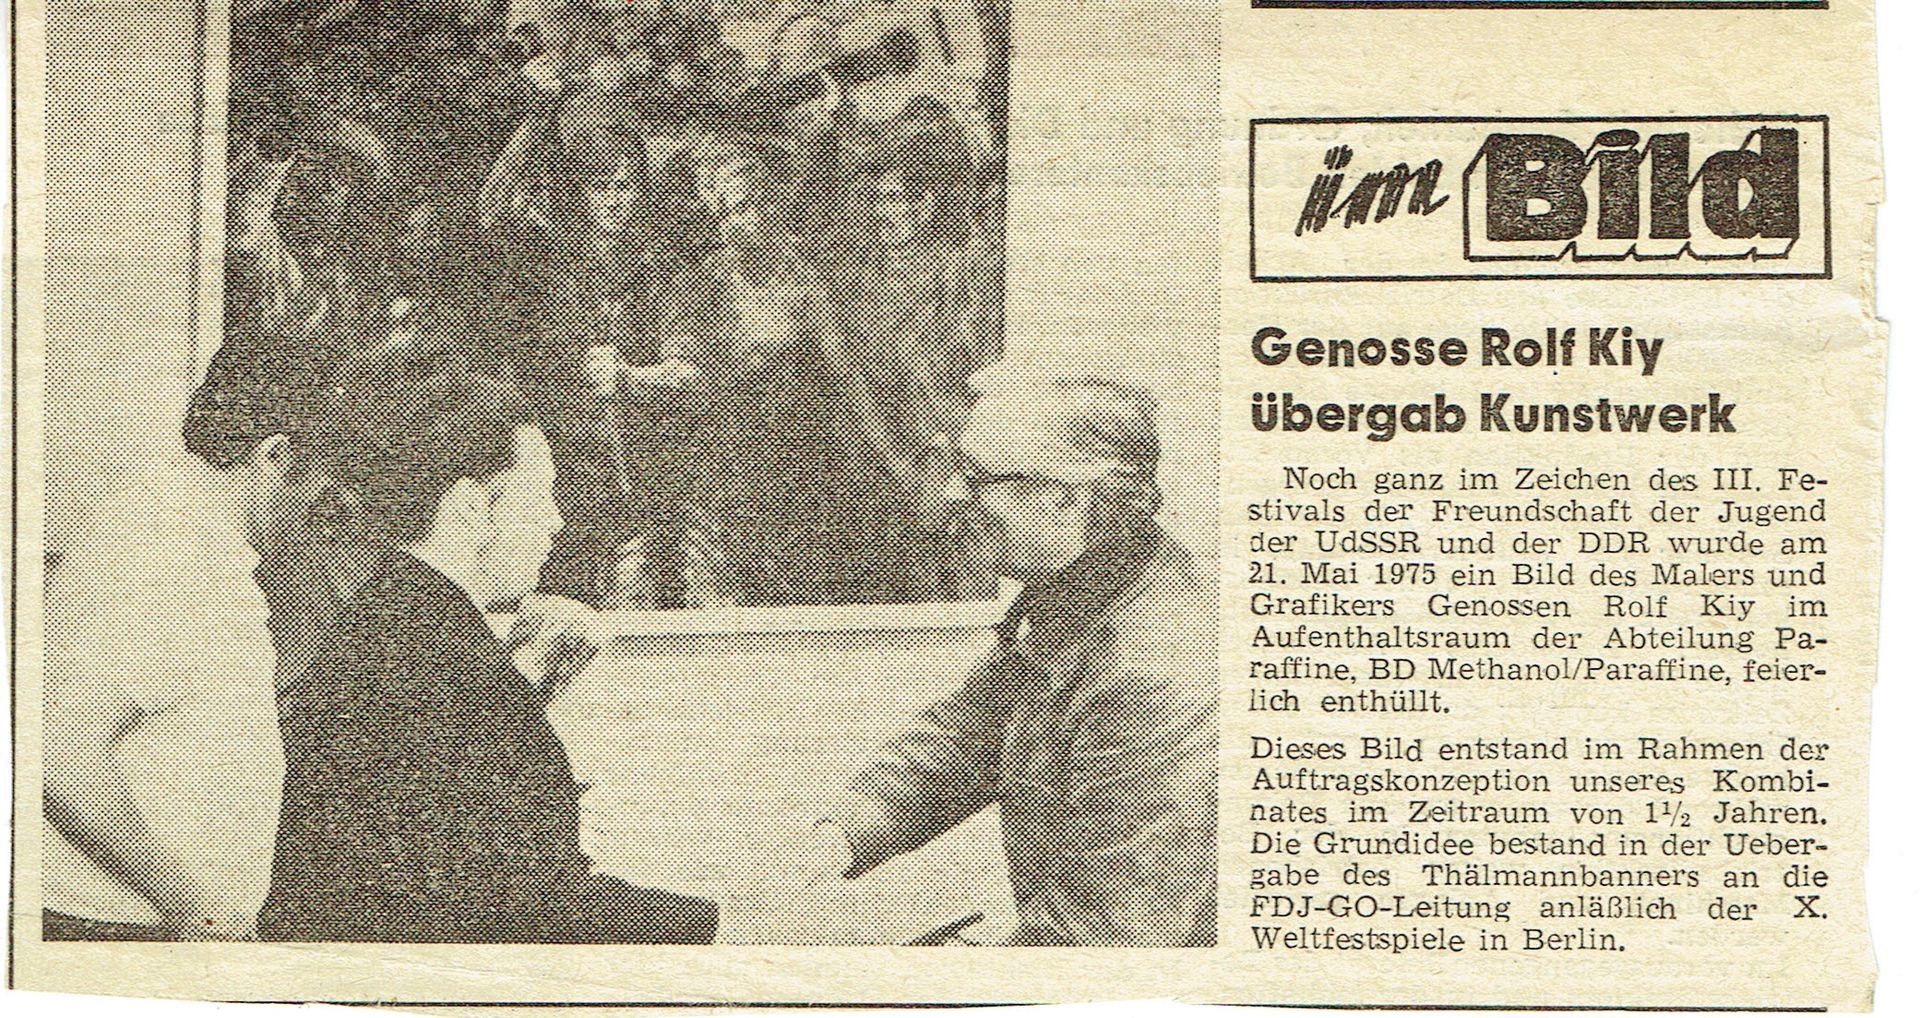 im Bild
Genosse Rolf Kiy
übergab Kunstwerk
Noch ganz im Zeichen des III. Fe-
stivals der Freundschaft der Jugend
der UdSSR und der DDR wurde am
21. Mai 1975 ein Bild des Malers und
Grafikers Genossen Rolf Kiy im
Aufenthaltsraum der Abteilung Pa-
raffine, BD Methanol/Paraffine, feier-
lich enthüllt.
Dieses Bild entstand im Rahmen der
Auftragskonzeption unseres Kombi-
nates im Zeitraum von 1½ Jahren.
Die Grundidee bestand in der Ueber-
gabe des Thälmannbanners an die
FDJ-GO-Leitung anläßlich der X.
Weltfestspiele in Berlin.